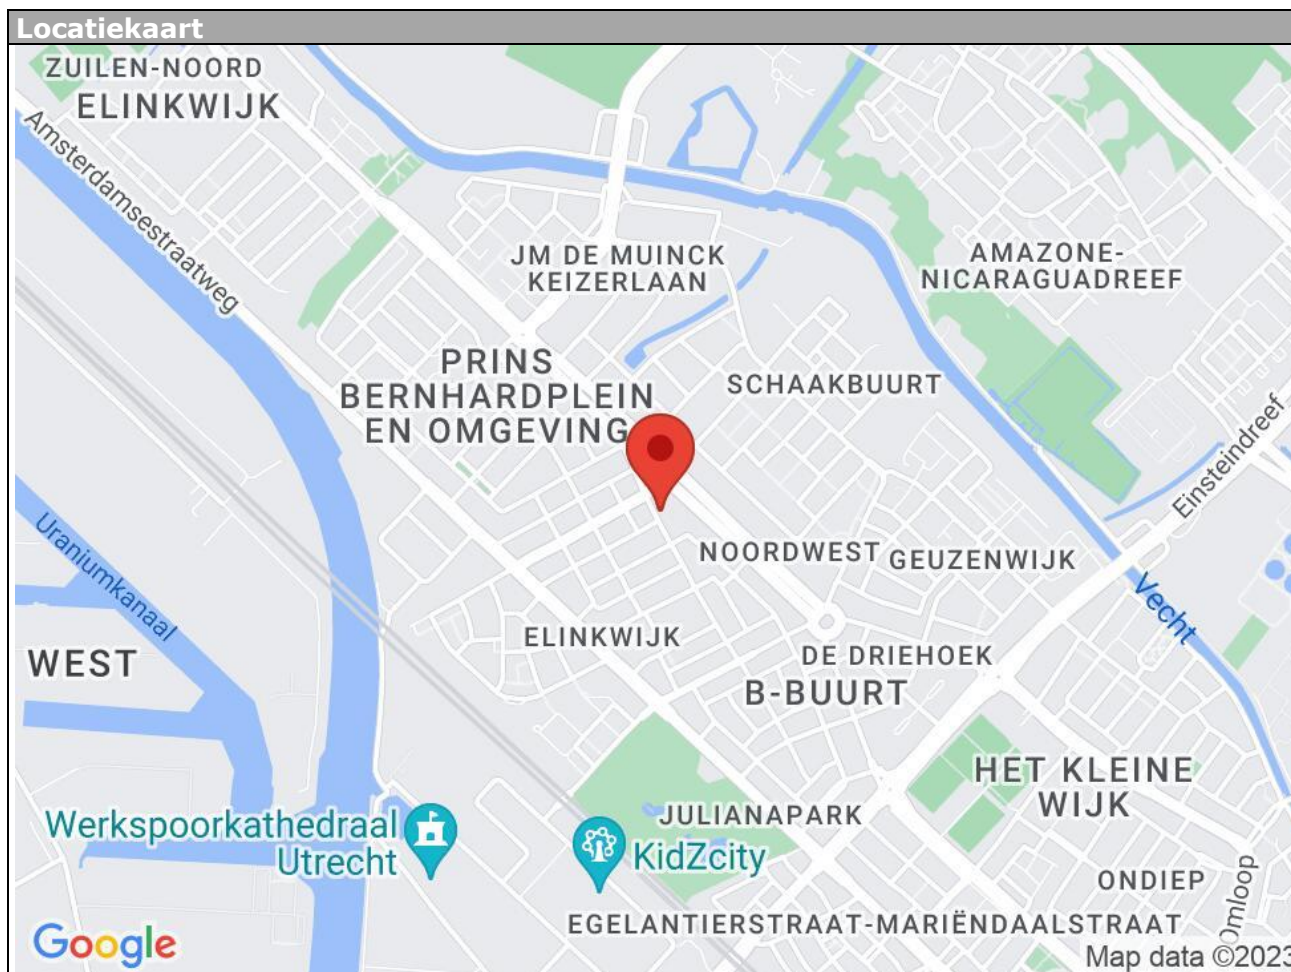 Locatiekaart
ZUILEN-NOORD
ELINKWIJK
Amsterdamsestraatweg
JM DE MUINCK
KEIZERLAAN
AMAZONE-
NICARAGUADREEF
PRINS
BERNHARDPLEIN
EN OMGEVING
SCHAAKBUURT
Einsteindreef
Uraniumkanaal
NOORDWEST
GEUZENWIJK
Vecht
ELINKWIJK
WEST
DE DRIEHOEK
B-BUURT
HET KLEINE
WIJK
Werkspoorkathedraal
Utrecht
JULIANAPARK
KidZcity
ONDIEP
Omloop
EGELANTIERSTRAAT-MARIËNDAALSTRAAT
Google
Map data ©2023